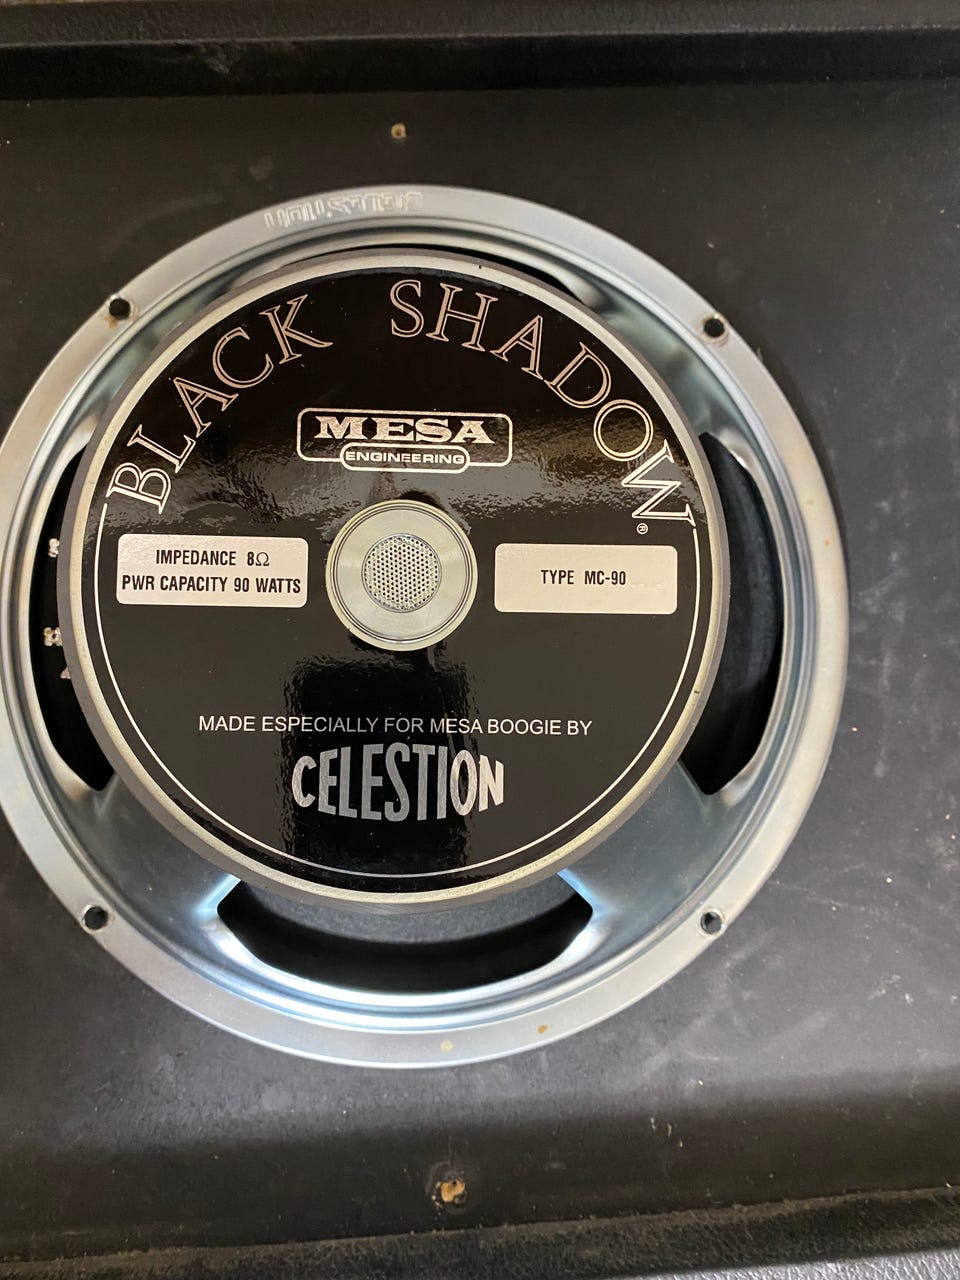 Celestion
BLACK SHADOW®
MESA
ENGINEERING
IMPEDANCE 8Ω
PWR CAPACITY 90 WATTS
TYPE MC-90
MADE ESPECIALLY FOR MESA BOOGIE BY
CELESTION